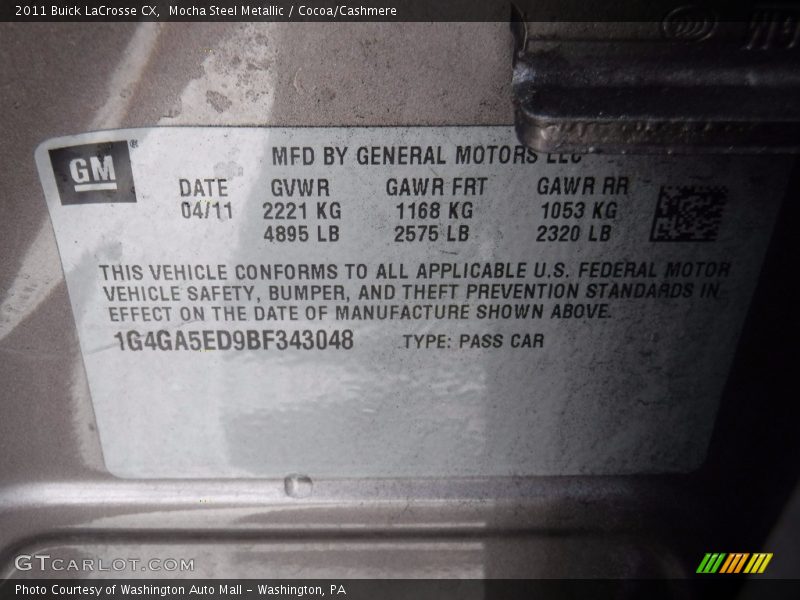 2011 Buick LaCrosse CX, Mocha Steel Metallic / Cocoa/Cashmere
GM
MFD BY GENERAL MOTORS LLC
DATE GVWR GAWR FRT GAWR RR
04/11 2221 KG 1168 KG 1053 KG
4895 LB 2575 LB 2320 LB
THIS VEHICLE CONFORMS TO ALL APPLICABLE U.S. FEDERAL MOTOR
VEHICLE SAFETY, BUMPER, AND THEFT PREVENTION STANDARDS IN
EFFECT ON THE DATE OF MANUFACTURE SHOWN ABOVE.
1G4GA5ED9BF343048 TYPE: PASS CAR
GTCARLOT.COM
Photo Courtesy of Washington Auto Mall - Washington, PA